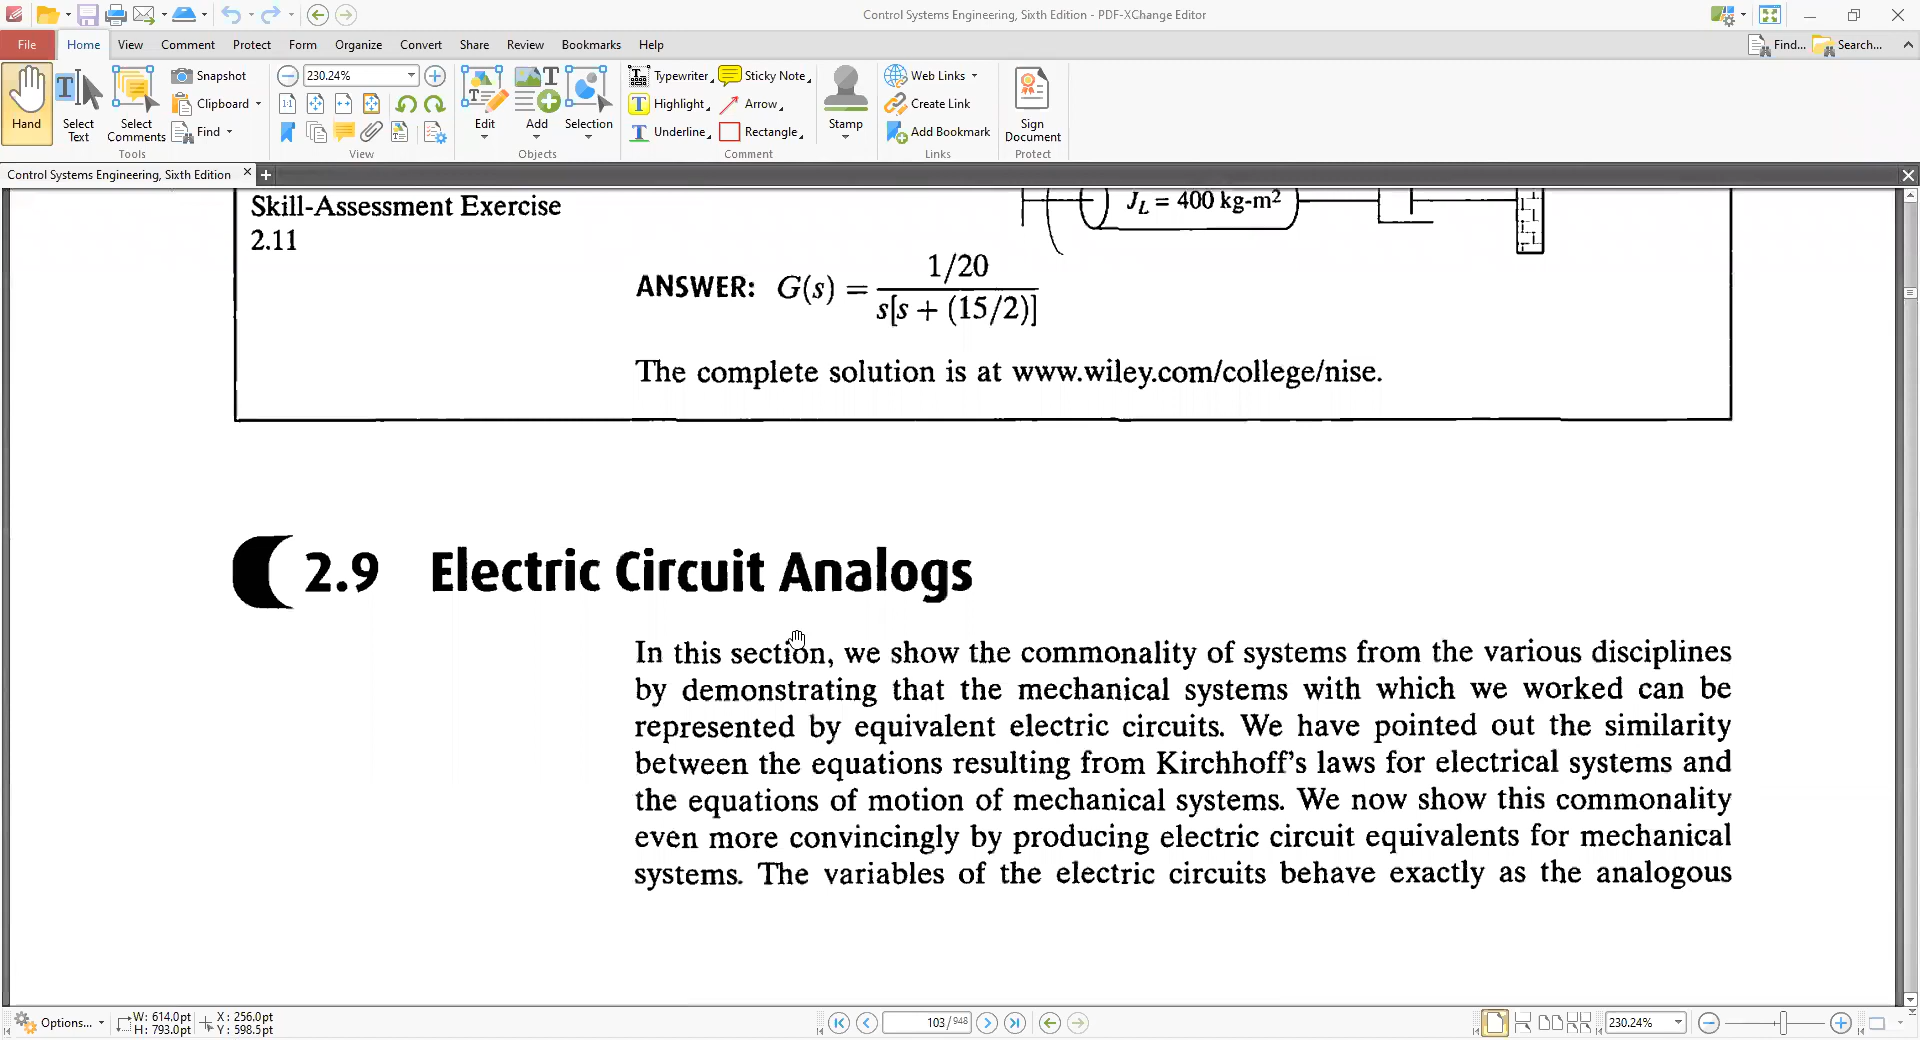 Control Systems Engineering, Sixth Edition - PDF-XChange Editor
File Home View Comment Protect Form Organize Convert Share Review Bookmarks Help Find... Search...
Hand
Select Text
Select Comments
Snapshot
Clipboard
Find
Tools
230.24%
View
Edit
Add
Selection
Objects
Typewriter
Highlight
Underline
Sticky Note
Arrow
Rectangle
Comment
Stamp
Web Links
Create Link
Add Bookmark
Links
Sign Document
Protect
Control Systems Engineering, Sixth Edition
Skill-Assessment Exercise
2.11
J_L = 400 kg-m²
ANSWER: G(s) = 1/20 / s[s + (15/2)]
The complete solution is at www.wiley.com/college/nise.
2.9 Electric Circuit Analogs
In this section, we show the commonality of systems from the various disciplines
by demonstrating that the mechanical systems with which we worked can be
represented by equivalent electric circuits. We have pointed out the similarity
between the equations resulting from Kirchhoff's laws for electrical systems and
the equations of motion of mechanical systems. We now show this commonality
even more convincingly by producing electric circuit equivalents for mechanical
systems. The variables of the electric circuits behave exactly as the analogous
Options...
W: 614.0pt
H: 793.0pt
X: 256.0pt
Y: 598.5pt
103/948
230.24%